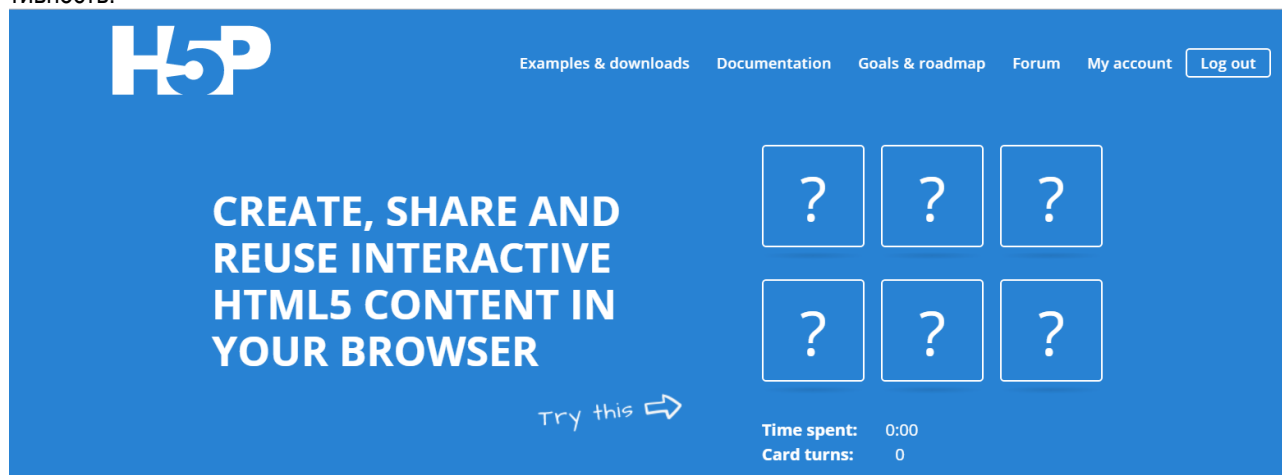 тивность.
H5P
Examples & downloads Documentation Goals & roadmap Forum My account Log out
CREATE, SHARE AND
REUSE INTERACTIVE
HTML5 CONTENT IN
YOUR BROWSER
? ? ?
? ? ?
Try this
Time spent: 0:00
Card turns: 0